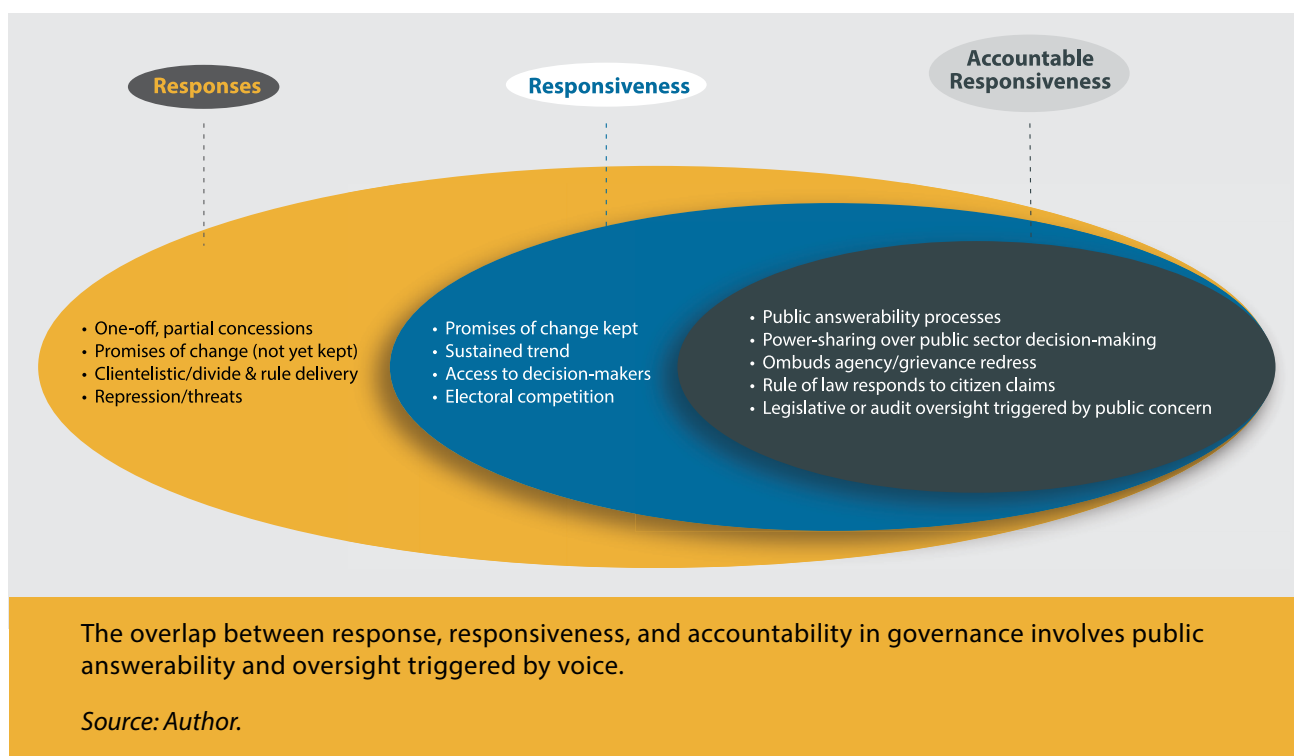 Responses
Responsiveness
Accountable
Responsiveness
• One-off, partial concessions
• Promises of change (not yet kept)
• Clientelistic/divide & rule delivery
• Repression/threats
• Promises of change kept
• Sustained trend
• Access to decision-makers
• Electoral competition
• Public answerability processes
• Power-sharing over public sector decision-making
• Ombuds agency/grievance redress
• Rule of law responds to citizen claims
• Legislative or audit oversight triggered by public concern
The overlap between response, responsiveness, and accountability in governance involves public
answerability and oversight triggered by voice.
Source: Author.